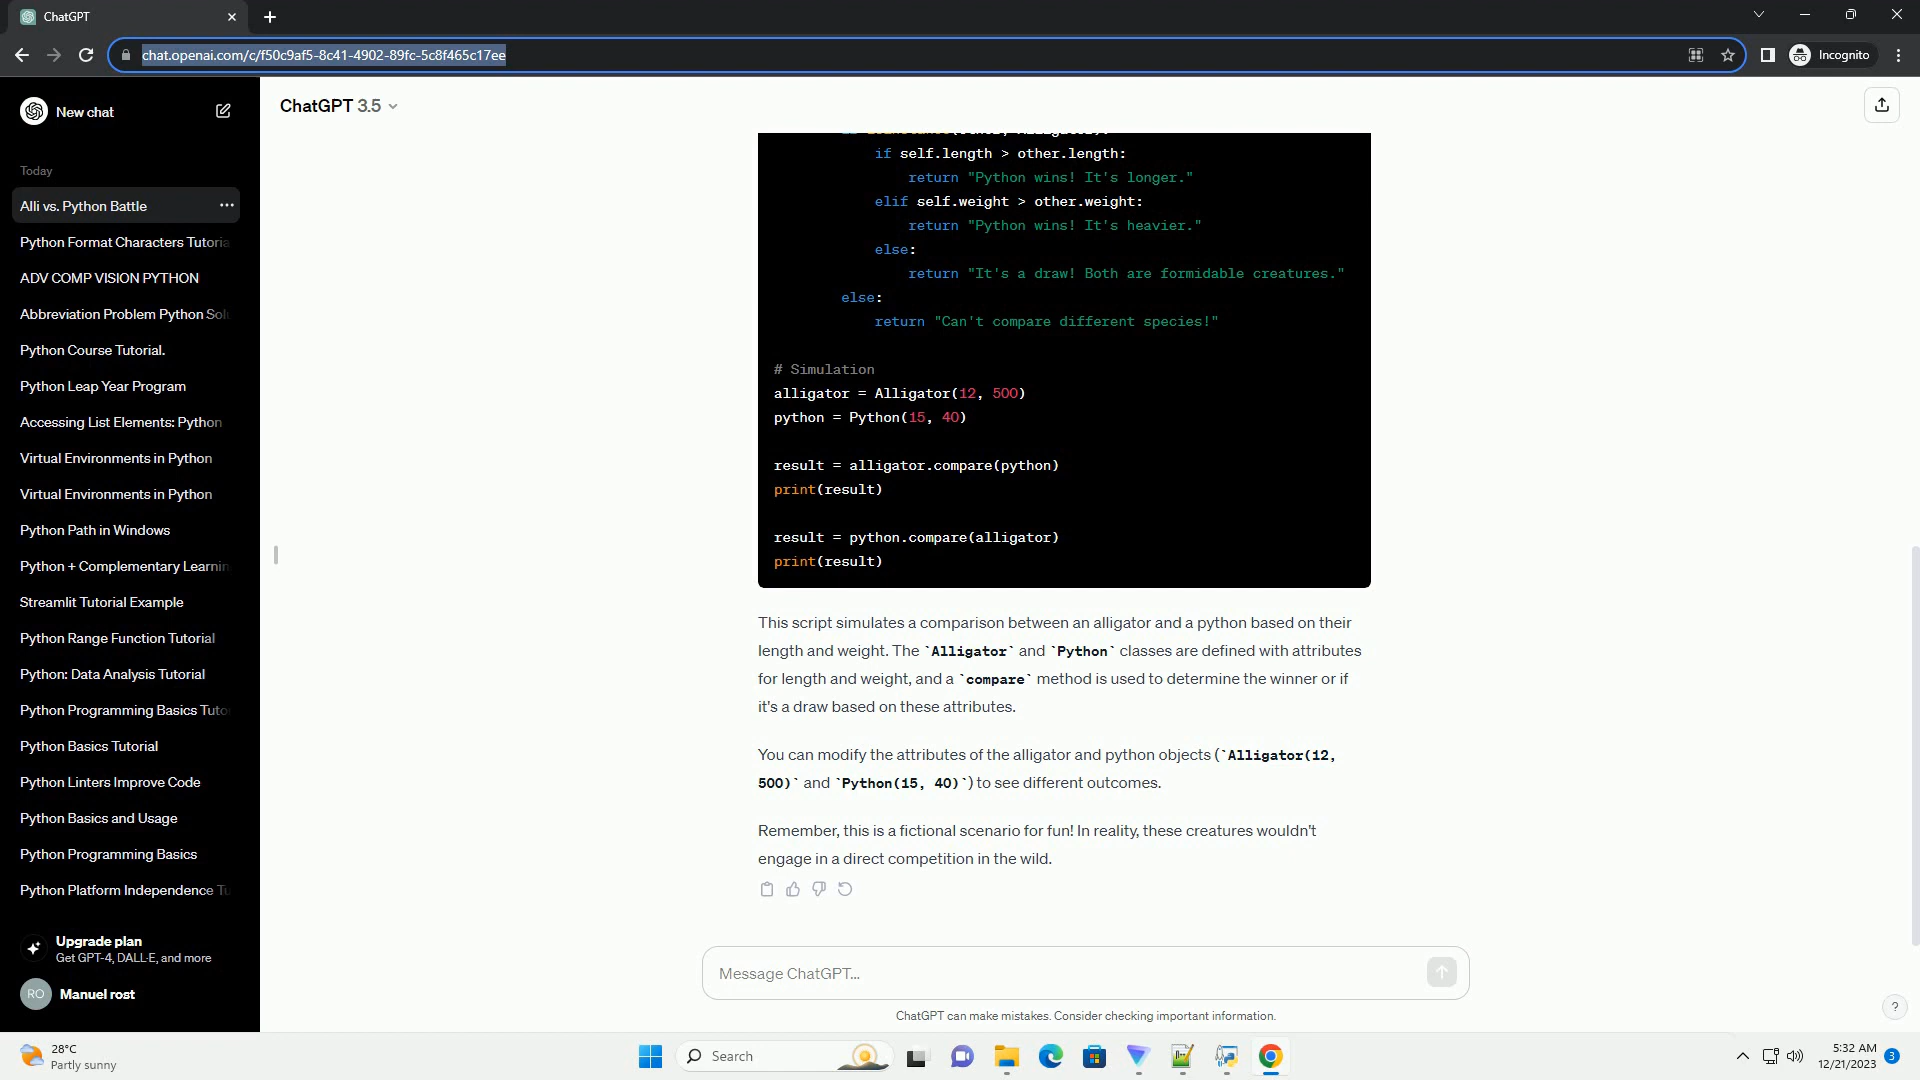 ChatGPT
chat.openai.com/c/f50c9af5-8c41-4902-89fc-5c8f465c17ee
Incognito
New chat
ChatGPT 3.5
Today
Alli vs. Python Battle
Python Format Characters Tutoria
ADV COMP VISION PYTHON
Abbreviation Problem Python Solu
Python Course Tutorial.
Python Leap Year Program
Accessing List Elements: Python
Virtual Environments in Python
Virtual Environments in Python
Python Path in Windows
Python + Complementary Learnin
Streamlit Tutorial Example
Python Range Function Tutorial
Python: Data Analysis Tutorial
Python Programming Basics Tuto
Python Basics Tutorial
Python Linters Improve Code
Python Basics and Usage
Python Programming Basics
Python Platform Independence Tu
Upgrade plan
Get GPT-4, DALL·E, and more
RO
Manuel rost
if self.length > other.length:
return "Python wins! It's longer."
elif self.weight > other.weight:
return "Python wins! It's heavier."
else:
return "It's a draw! Both are formidable creatures."
else:
return "Can't compare different species!"
# Simulation
alligator = Alligator(12, 500)
python = Python(15, 40)
result = alligator.compare(python)
print(result)
result = python.compare(alligator)
print(result)
This script simulates a comparison between an alligator and a python based on their
length and weight. The `Alligator` and `Python` classes are defined with attributes
for length and weight, and a `compare` method is used to determine the winner or if
it's a draw based on these attributes.
You can modify the attributes of the alligator and python objects (`Alligator(12,
500)` and `Python(15, 40)`) to see different outcomes.
Remember, this is a fictional scenario for fun! In reality, these creatures wouldn't
engage in a direct competition in the wild.
Message ChatGPT...
ChatGPT can make mistakes. Consider checking important information.
?
28°C
Partly sunny
Search
5:32 AM
12/21/2023
3